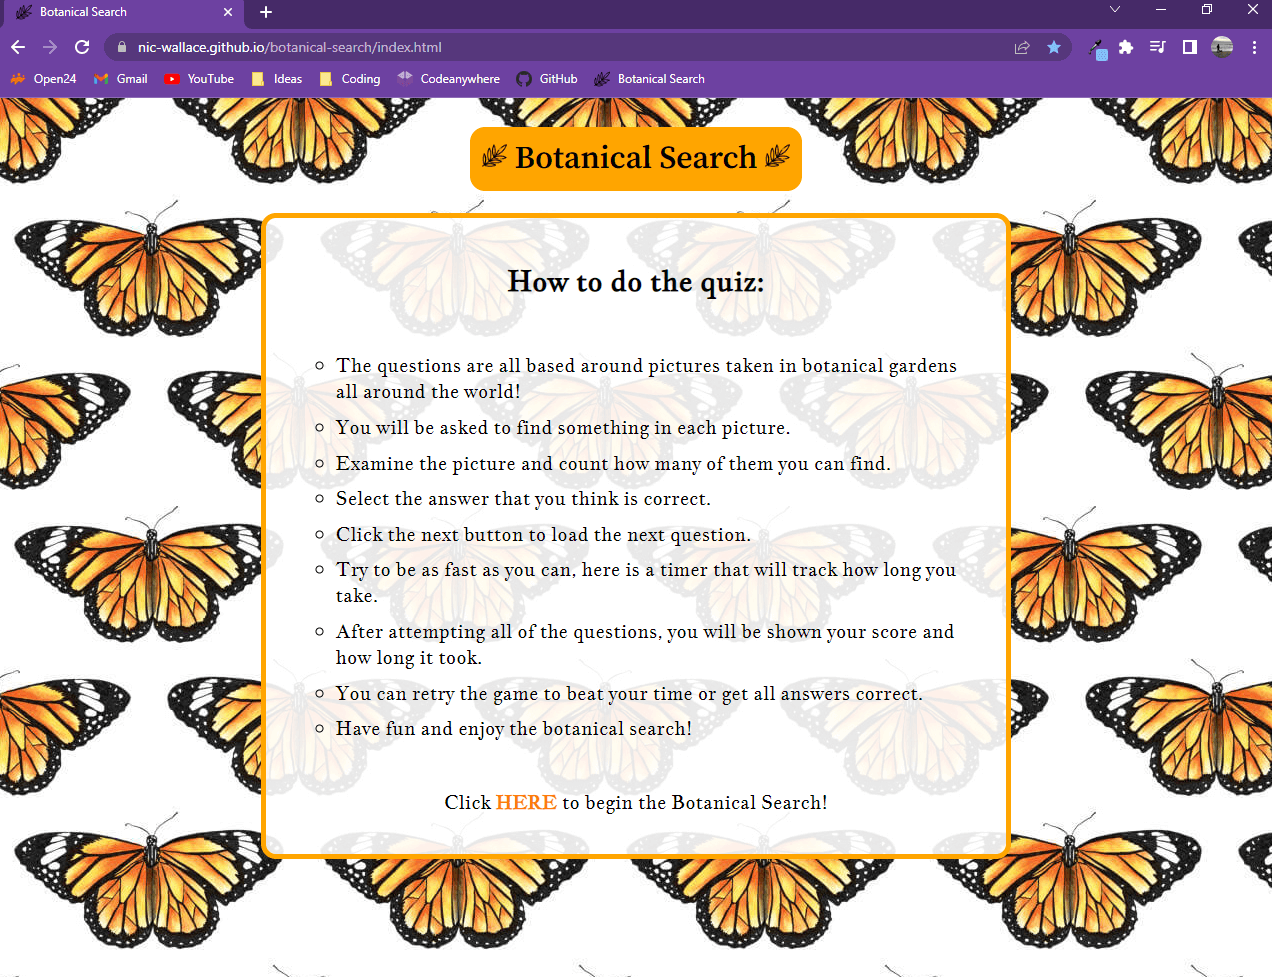 Botanical Search
nic-wallace.github.io/botanical-search/index.html
Open24 Gmail YouTube Ideas Coding Codeanywhere GitHub Botanical Search
Botanical Search
How to do the quiz:
The questions are all based around pictures taken in botanical gardens
all around the world!
You will be asked to find something in each picture.
Examine the picture and count how many of them you can find.
Select the answer that you think is correct.
Click the next button to load the next question.
Try to be as fast as you can, here is a timer that will track how long you
take.
After attempting all of the questions, you will be shown your score and
how long it took.
You can retry the game to beat your time or get all answers correct.
Have fun and enjoy the botanical search!
Click HERE to begin the Botanical Search!